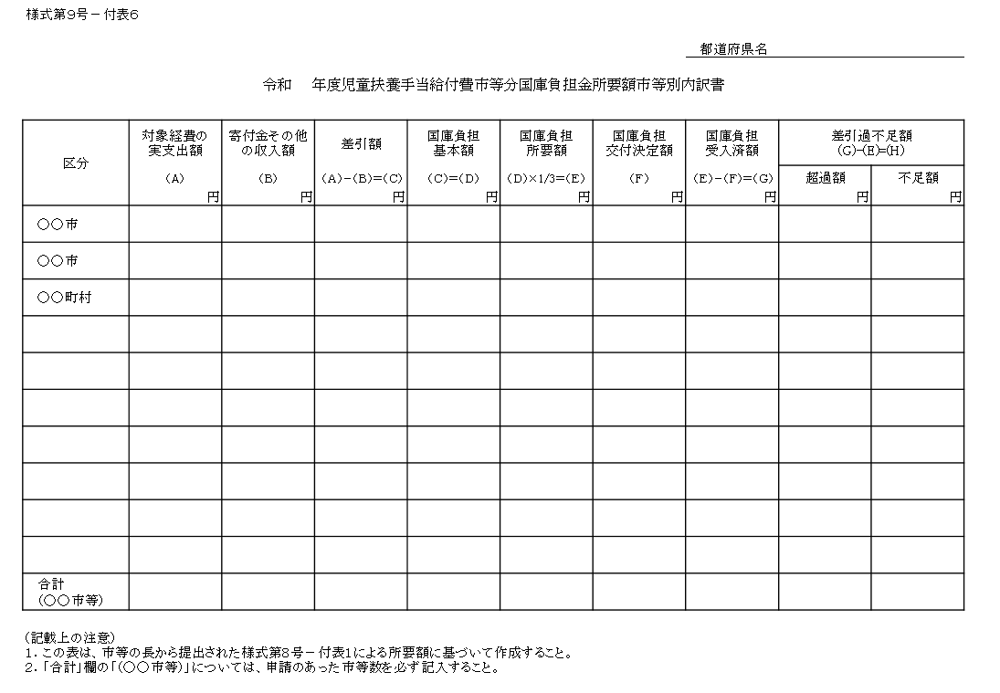 様式第9号－付表6
都道府県名
令和　年度児童扶養手当給付費市等分国庫負担金所要額市等別内訳書
区分
対象経費の
実支出額
(A)
円
寄付金その他
の収入額
(B)
円
差引額
(A)-(B)=(C)
円
国庫負担
基本額
(C)=(D)
円
国庫負担
所要額
(D)×1/3=(E)
円
国庫負担
交付決定額
(F)
円
国庫負担
受入済額
(E)-(F)=(G)
円
差引過不足額
(G)-(E)=(H)
超過額
円
不足額
円
○○市
○○市
○○町村
合計
(○○市等)
(記載上の注意)
1．この表は、市等の長から提出された様式第8号－付表1による所要額に基づいて作成すること。
2．「合計」欄の「(○○市等)」については、申請のあった市等数を必ず記入すること。